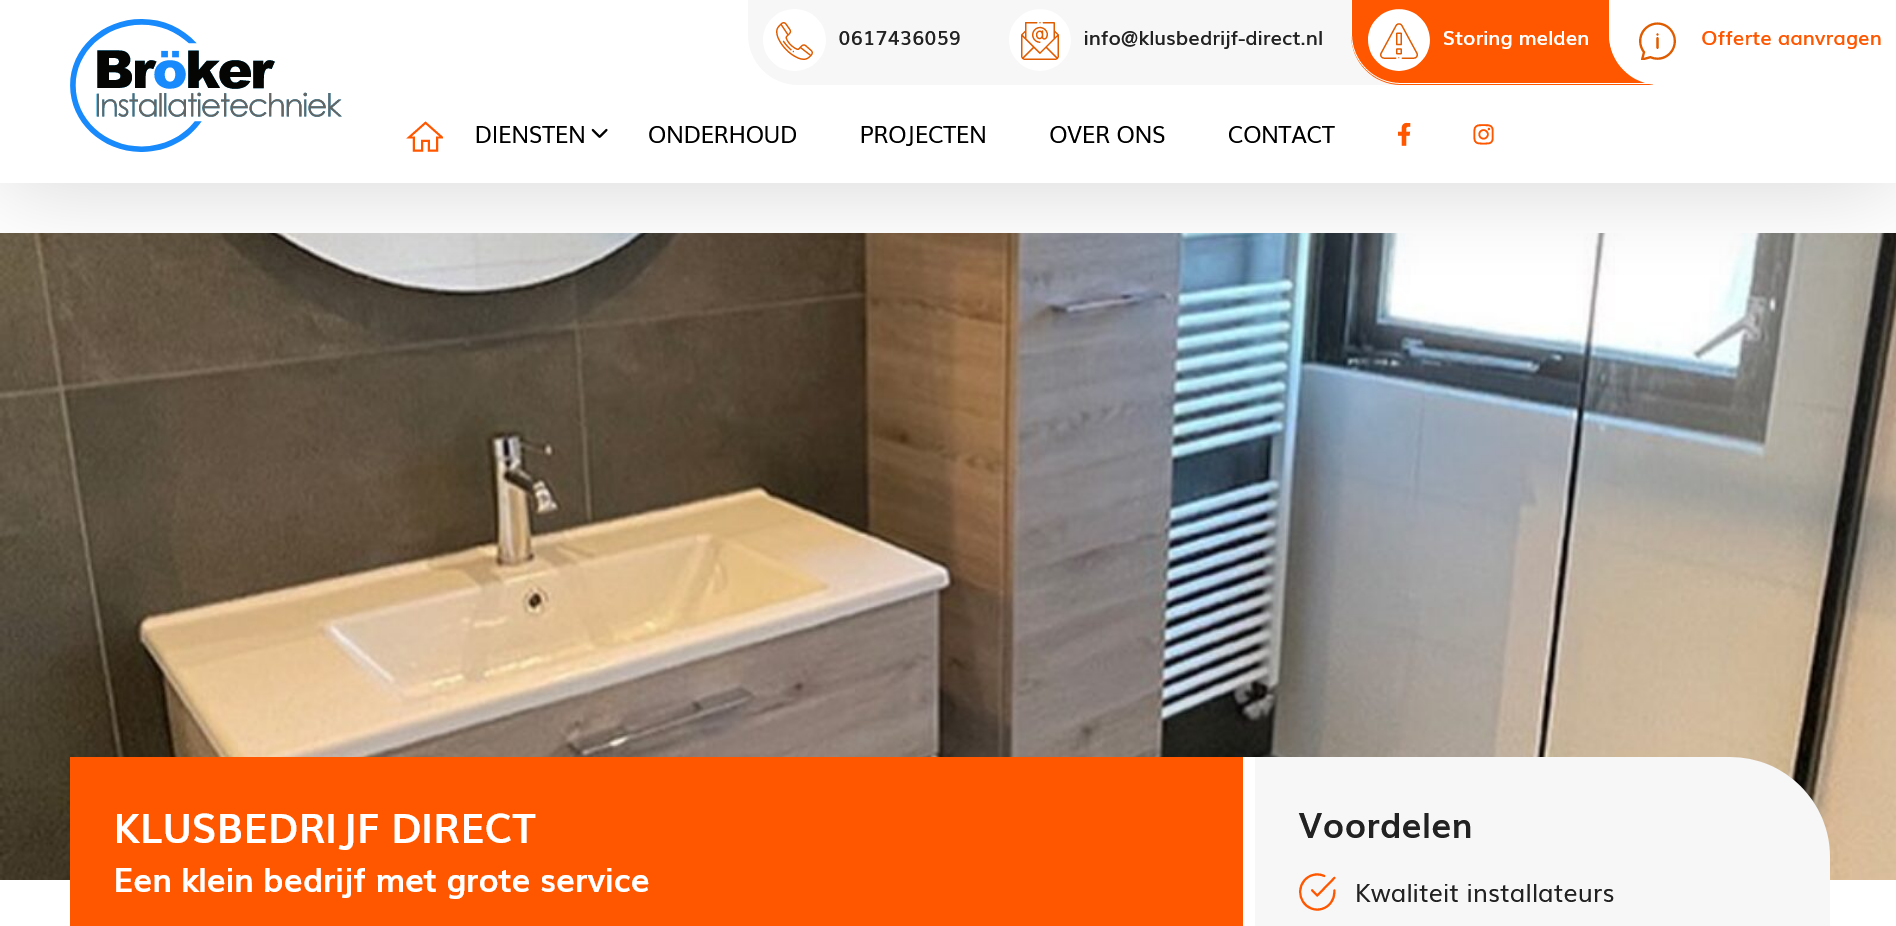 Bröker
Installatietechniek
0617436059
info@klusbedrijf-direct.nl
Storing melden
Offerte aanvragen
DIENSTEN
ONDERHOUD
PROJECTEN
OVER ONS
CONTACT
KLUSBEDRIJF DIRECT
Een klein bedrijf met grote service
Voordelen
Kwaliteit installateurs